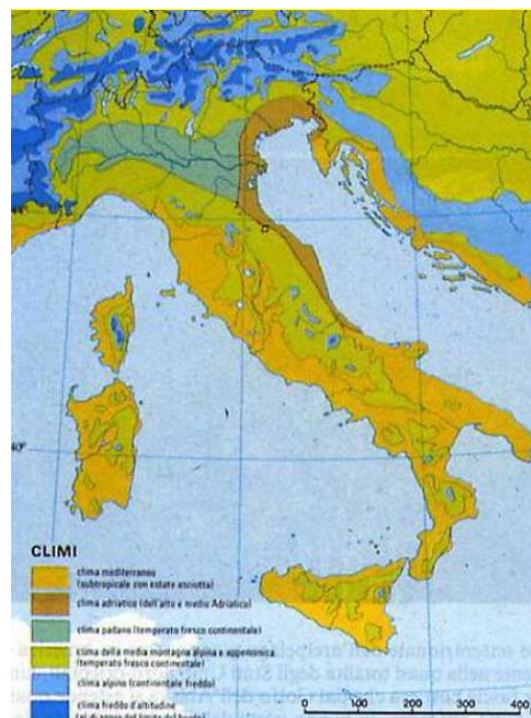 40°
CLIMI
clima mediterraneo
(subtropicale con estate asciutta)
clima adriatico (dell'alto e medio Adriatico)
clima padano (temperato fresco continentale)
clima della media montagna alpina e appenninica
(temperato fresco continentale)
clima alpino (continentale freddo)
clima freddo d'altitudine
0 100 200 300 400